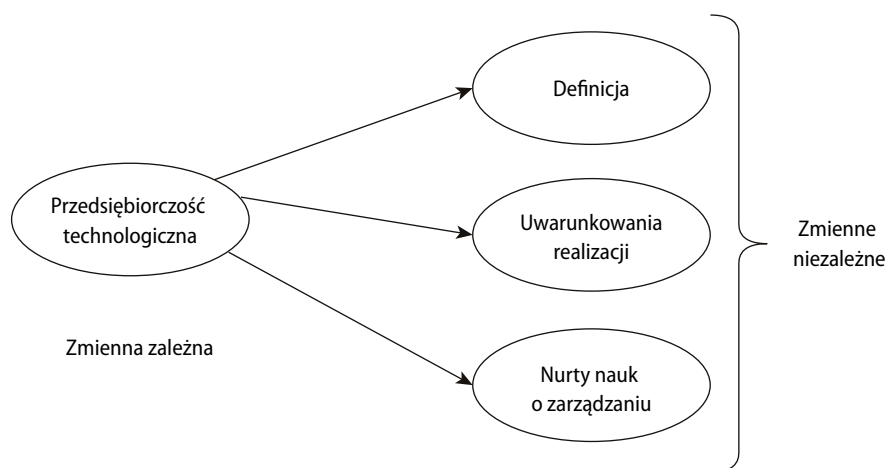 Definicja
Przedsiębiorczość
technologiczna
Uwarunkowania
realizacji
Zmienne
niezależne
Zmienna zależna
Nurty nauk
o zarządzaniu